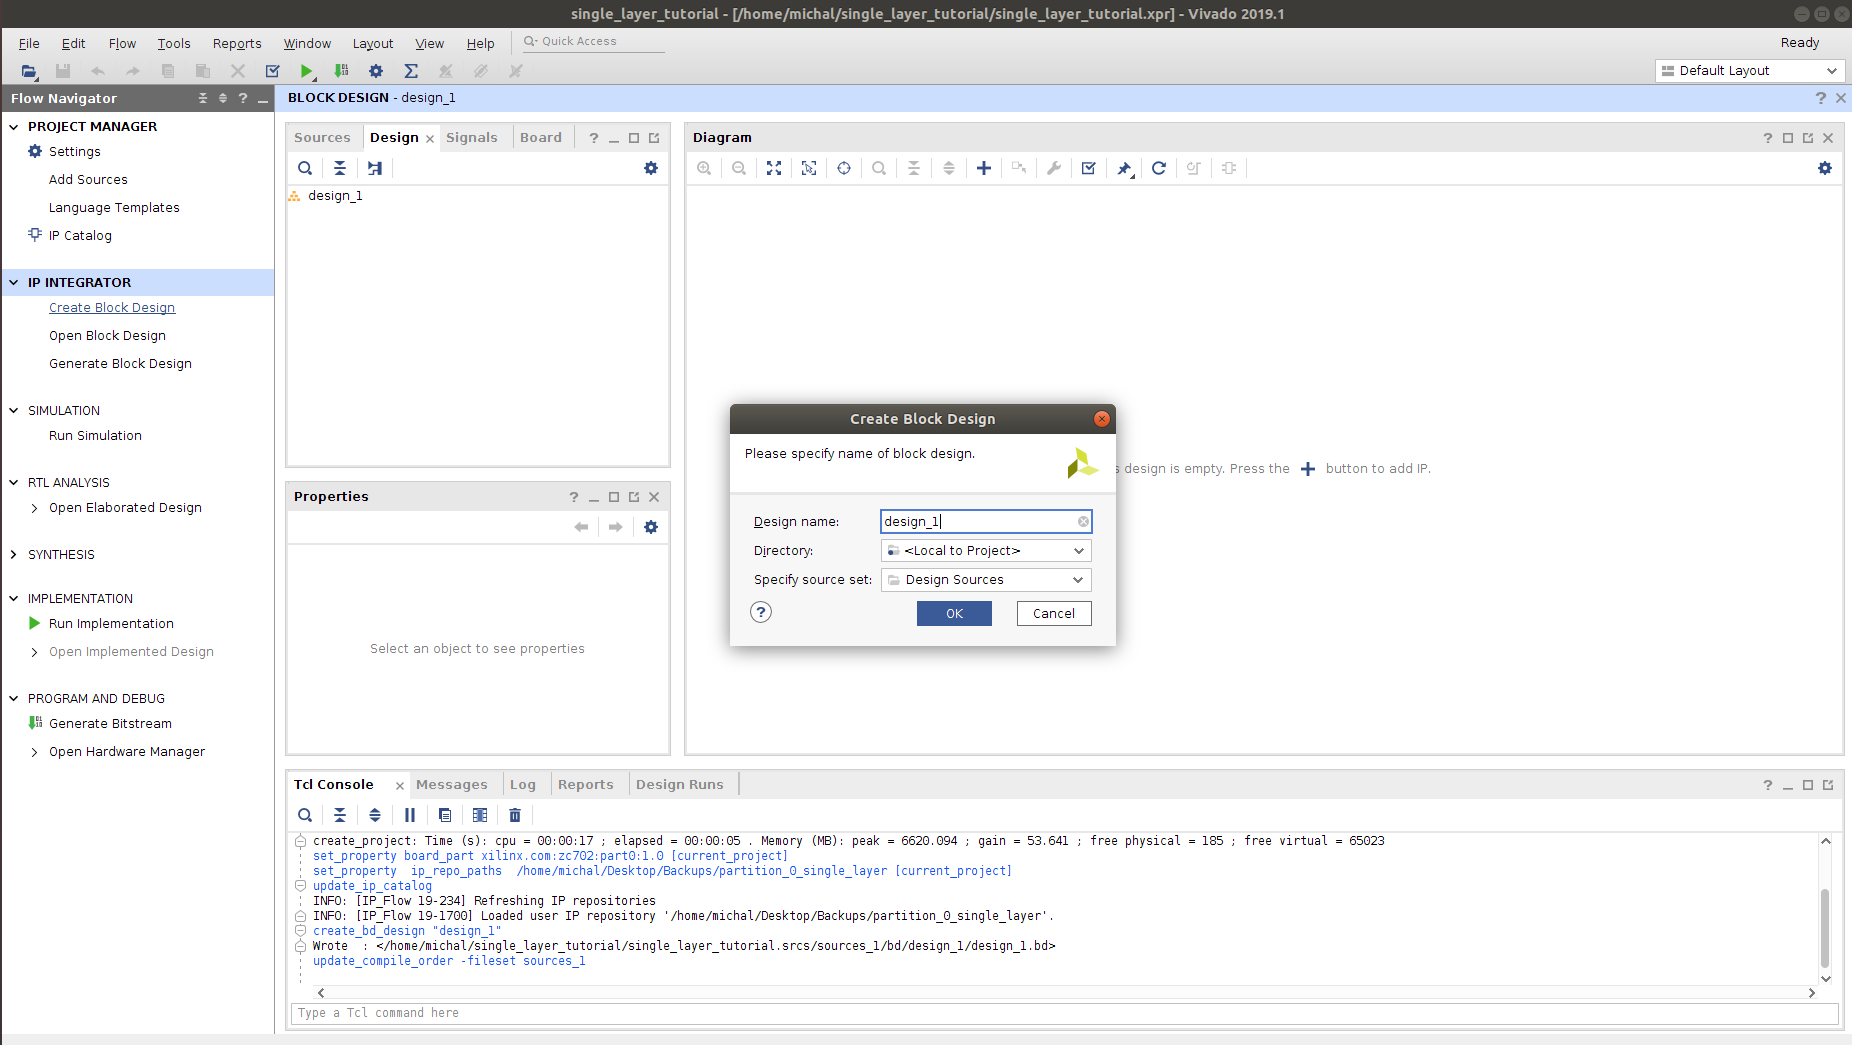 single_layer_tutorial - [/home/michal/single_layer_tutorial/single_layer_tutorial.xpr] - Vivado 2019.1
File Edit Flow Tools Reports Window Layout View Help Quick Access
Ready
Default Layout
Flow Navigator
PROJECT MANAGER
Settings
Add Sources
Language Templates
IP Catalog
IP INTEGRATOR
Create Block Design
Open Block Design
Generate Block Design
SIMULATION
Run Simulation
RTL ANALYSIS
Open Elaborated Design
SYNTHESIS
IMPLEMENTATION
Run Implementation
Open Implemented Design
PROGRAM AND DEBUG
Generate Bitstream
Open Hardware Manager
BLOCK DESIGN - design_1
Sources Design Signals Board
design_1
Properties
Select an object to see properties
Diagram
s design is empty. Press the + button to add IP.
Create Block Design
Please specify name of block design.
Design name: design_1
Directory: <Local to Project>
Specify source set: Design Sources
? OK Cancel
Tcl Console Messages Log Reports Design Runs
create_project: Time (s): cpu = 00:00:17 ; elapsed = 00:00:05 . Memory (MB): peak = 6620.094 ; gain = 53.641 ; free physical = 185 ; free virtual = 65023
set_property board_part xilinx.com:zc702:part0:1.0 [current_project]
set_property  ip_repo_paths  /home/michal/Desktop/Backups/partition_0_single_layer [current_project]
update_ip_catalog
INFO: [IP_Flow 19-234] Refreshing IP repositories
INFO: [IP_Flow 19-1700] Loaded user IP repository '/home/michal/Desktop/Backups/partition_0_single_layer'.
create_bd_design "design_1"
Wrote  : </home/michal/single_layer_tutorial/single_layer_tutorial.srcs/sources_1/bd/design_1/design_1.bd>
update_compile_order -fileset sources_1
Type a Tcl command here